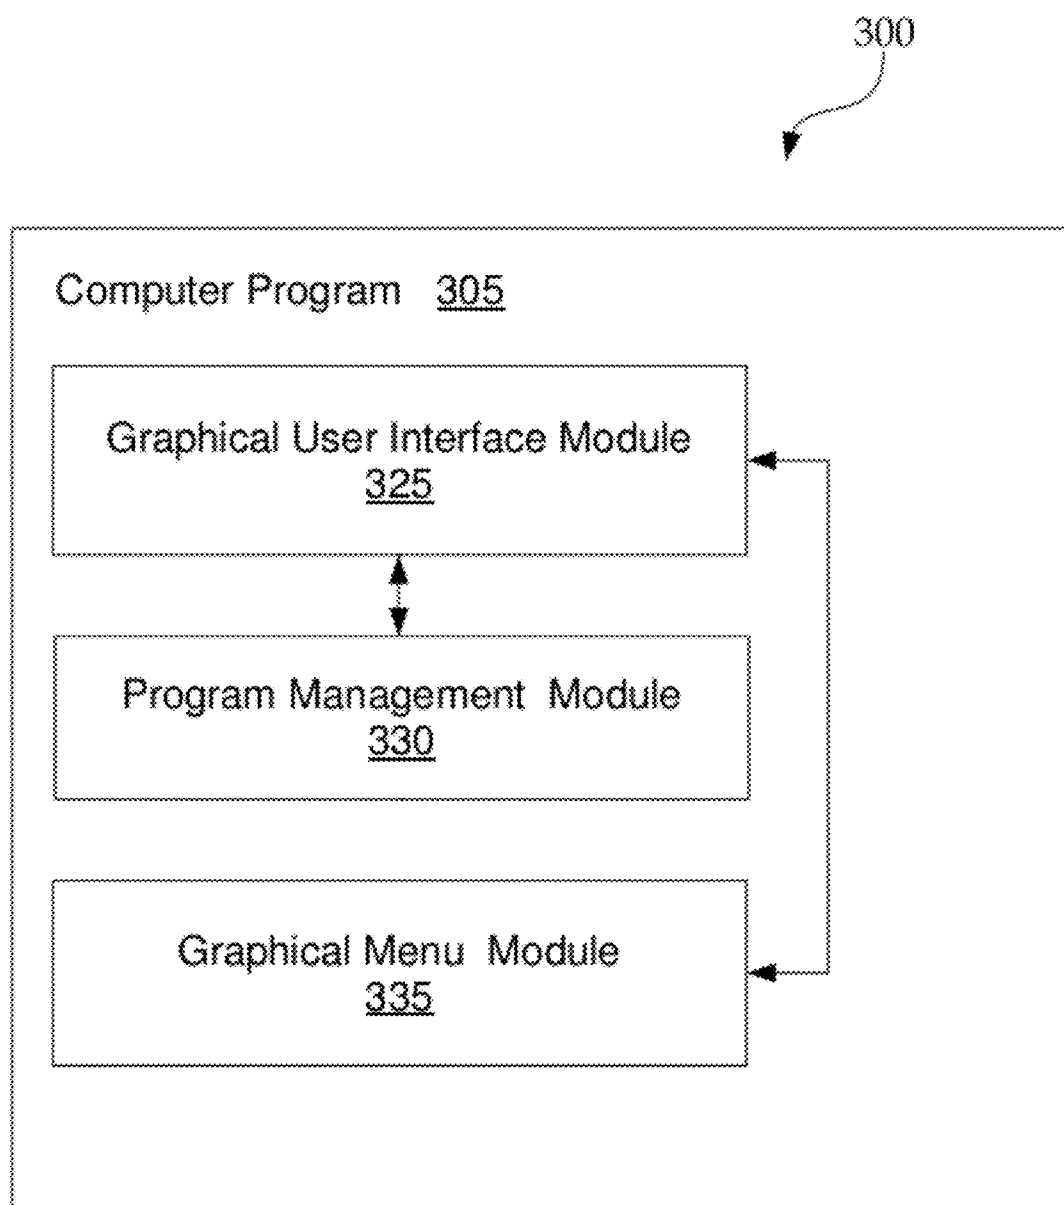 300
Computer Program 305
Graphical User Interface Module
325
Program Management Module
330
Graphical Menu Module
335